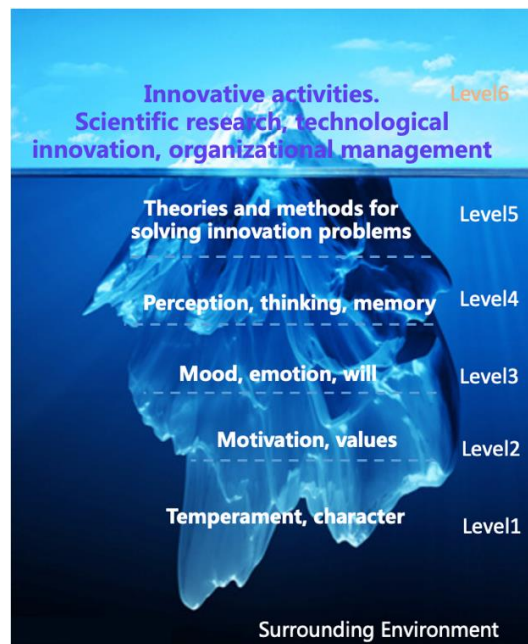 Innovative activities.
Level6
Scientific research, technological
innovation, organizational management
Theories and methods for
solving innovation problems
Level5
Perception, thinking, memory
Level4
Mood, emotion, will
Level3
Motivation, values
Level2
Temperament, character
Level1
Surrounding Environment